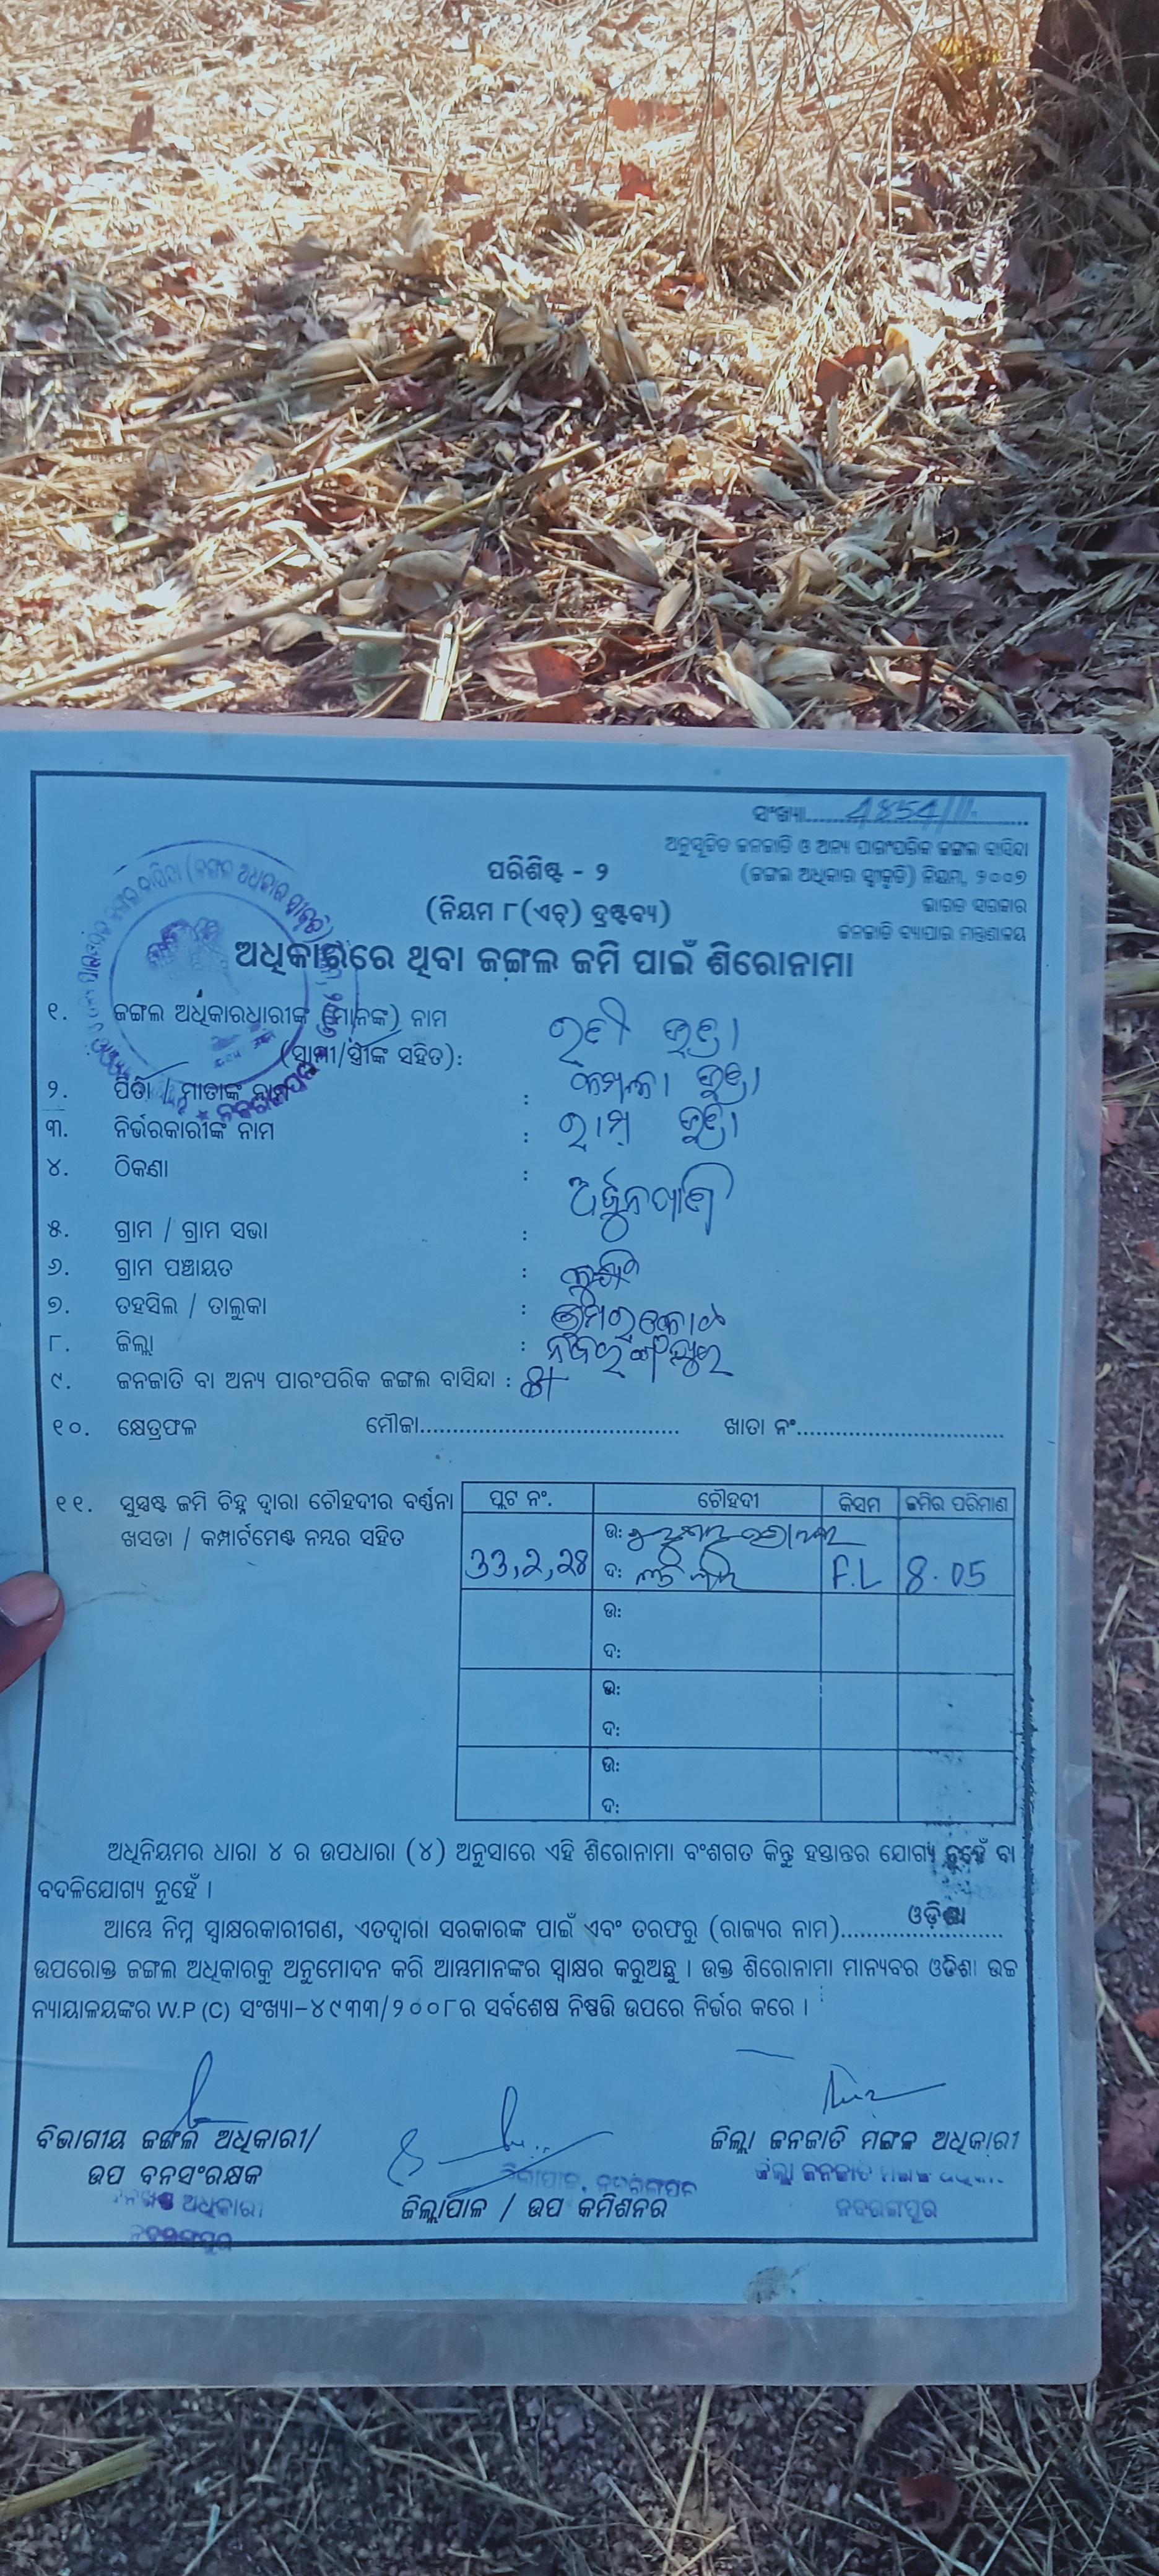 ସଂଖ୍ୟା.....4854/11.....
ଅନୁସୂଚିତ ଜନଜାତି ଓ ଅନ୍ୟ ପାରଂପରିକ ଜଙ୍ଗଲ ବାସିନ୍ଦା
(ଜଙ୍ଗଲ ଅଧିକାର ସ୍ୱୀକୃତି) ନିୟମ, ୨୦୦୭
ଭାରତ ସରକାର
ଜନଜାତି ବ୍ୟାପାର ମନ୍ତ୍ରଣାଳୟ
ପରିଶିଷ୍ଟ - ୨
(ନିୟମ ୮(ଏଚ୍) ଦ୍ରଷ୍ଟବ୍ୟ)
ଅଧିକାରରେ ଥିବା ଜଙ୍ଗଲ ଜମି ପାଇଁ ଶିରୋନାମା
୧. ଜଙ୍ଗଲ ଅଧିକାରଧାରୀଙ୍କ (ମାନଙ୍କ) ନାମ
(ସ୍ୱାମୀ/ସ୍ତ୍ରୀଙ୍କ ସହିତ):
୨. ପିତା / ମାତାଙ୍କ ନାମ : କମଳା
୩. ନିର୍ଭରକାରୀଙ୍କ ନାମ : ରାମ
୪. ଠିକଣା :
୫. ଗ୍ରାମ / ଗ୍ରାମ ସଭା :
୬. ଗ୍ରାମ ପଞ୍ଚାୟତ :
୭. ତହସିଲ / ତାଲୁକା : ଉମରକୋଟ
୮. ଜିଲ୍ଲା : ନବରଙ୍ଗପୁର
୯. ଜନଜାତି ବା ଅନ୍ୟ ପାରଂପରିକ ଜଙ୍ଗଲ ବାସିନ୍ଦା :
୧୦. କ୍ଷେତ୍ରଫଳ ମୌଜା............ ଖାତା ନଂ............
୧୧. ସୁସ୍ପଷ୍ଟ ଜମି ଚିହ୍ନ ଦ୍ୱାରା ଚୌହଦୀର ବର୍ଣ୍ଣନା
ଖସଡା / କମ୍ପାର୍ଟମେଣ୍ଟ ନମ୍ବର ସହିତ
ପ୍ଲଟ ନଂ. ଚୌହଦୀ କିସମ ଜମିର ପରିମାଣ
ଉ:
33,2,28 ଦ: F.L 8.05
ଉ:
ଦ:
ଉ:
ଦ:
ଉ:
ଦ:
ଅଧିନିୟମର ଧାରା ୪ ର ଉପଧାରା (୪) ଅନୁସାରେ ଏହି ଶିରୋନାମା ବଂଶଗତ କିନ୍ତୁ ହସ୍ତାନ୍ତର ଯୋଗ୍ୟ ନୁହେଁ ବା
ବଦଳିଯୋଗ୍ୟ ନୁହେଁ ।
ଆମ୍ଭେ ନିମ୍ନ ସ୍ୱାକ୍ଷରକାରୀଗଣ, ଏତଦ୍ୱାରା ସରକାରଙ୍କ ପାଇଁ ଏବଂ ତରଫରୁ (ରାଜ୍ୟର ନାମ).....ଓଡ଼ିଶା.....
ଉପରୋକ୍ତ ଜଙ୍ଗଲ ଅଧିକାରକୁ ଅନୁମୋଦନ କରି ଆମ୍ଭମାନଙ୍କର ସ୍ୱାକ୍ଷର କରୁଅଛୁ । ଉକ୍ତ ଶିରୋନାମା ମାନ୍ୟବର ଓଡିଶା ଉଚ୍ଚ
ନ୍ୟାୟାଳୟଙ୍କର W.P (C) ସଂଖ୍ୟା-୪୯୩୩/୨୦୦୮ର ସର୍ବଶେଷ ନିଷ୍ପତ୍ତି ଉପରେ ନିର୍ଭର କରେ ।
ବିଭାଗୀୟ ଜଙ୍ଗଲ ଅଧିକାରୀ/
ଉପ ବନସଂରକ୍ଷକ
ଜିଲ୍ଲାପାଳ / ଉପ କମିଶନର
ଜିଲ୍ଲା ଜନଜାତି ମଙ୍ଗଳ ଅଧିକାରୀ
ନବରଙ୍ଗପୁର